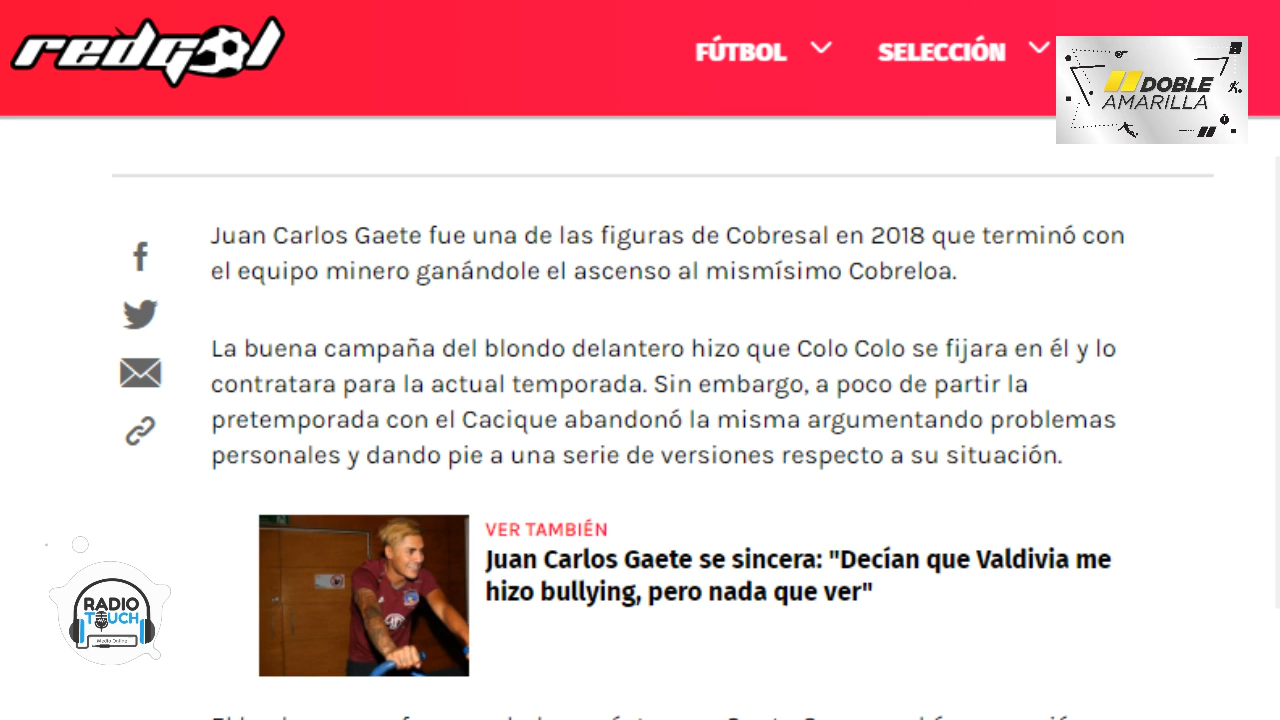 redgol
FÚTBOL
SELECCIÓN
DOBLE
AMARILLA
Juan Carlos Gaete fue una de las figuras de Cobresal en 2018 que terminó con
el equipo minero ganándole el ascenso al mismísimo Cobreloa.
La buena campaña del blondo delantero hizo que Colo Colo se fijara en él y lo
contratara para la actual temporada. Sin embargo, a poco de partir la
pretemporada con el Cacique abandonó la misma argumentando problemas
personales y dando pie a una serie de versiones respecto a su situación.
VER TAMBIÉN
Juan Carlos Gaete se sincera: "Decían que Valdivia me
hizo bullying, pero nada que ver"
RADIO
TOUCH
Medio Online